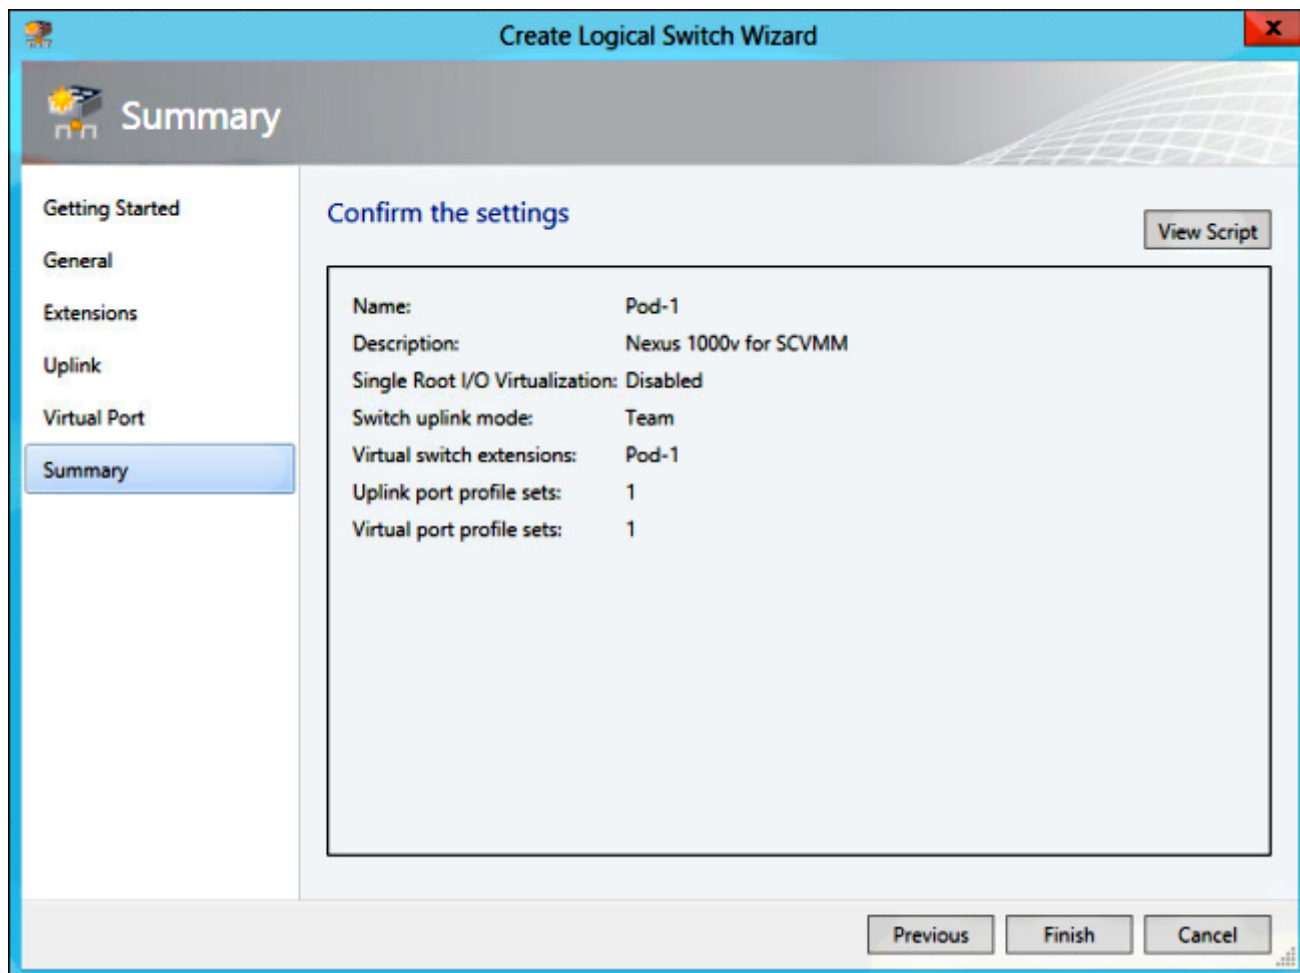 Create Logical Switch Wizard
X
Summary
Getting Started
General
Extensions
Uplink
Virtual Port
Summary
Confirm the settings
View Script
Name: Pod-1
Description: Nexus 1000v for SCVMM
Single Root I/O Virtualization: Disabled
Switch uplink mode: Team
Virtual switch extensions: Pod-1
Uplink port profile sets: 1
Virtual port profile sets: 1
Previous Finish Cancel